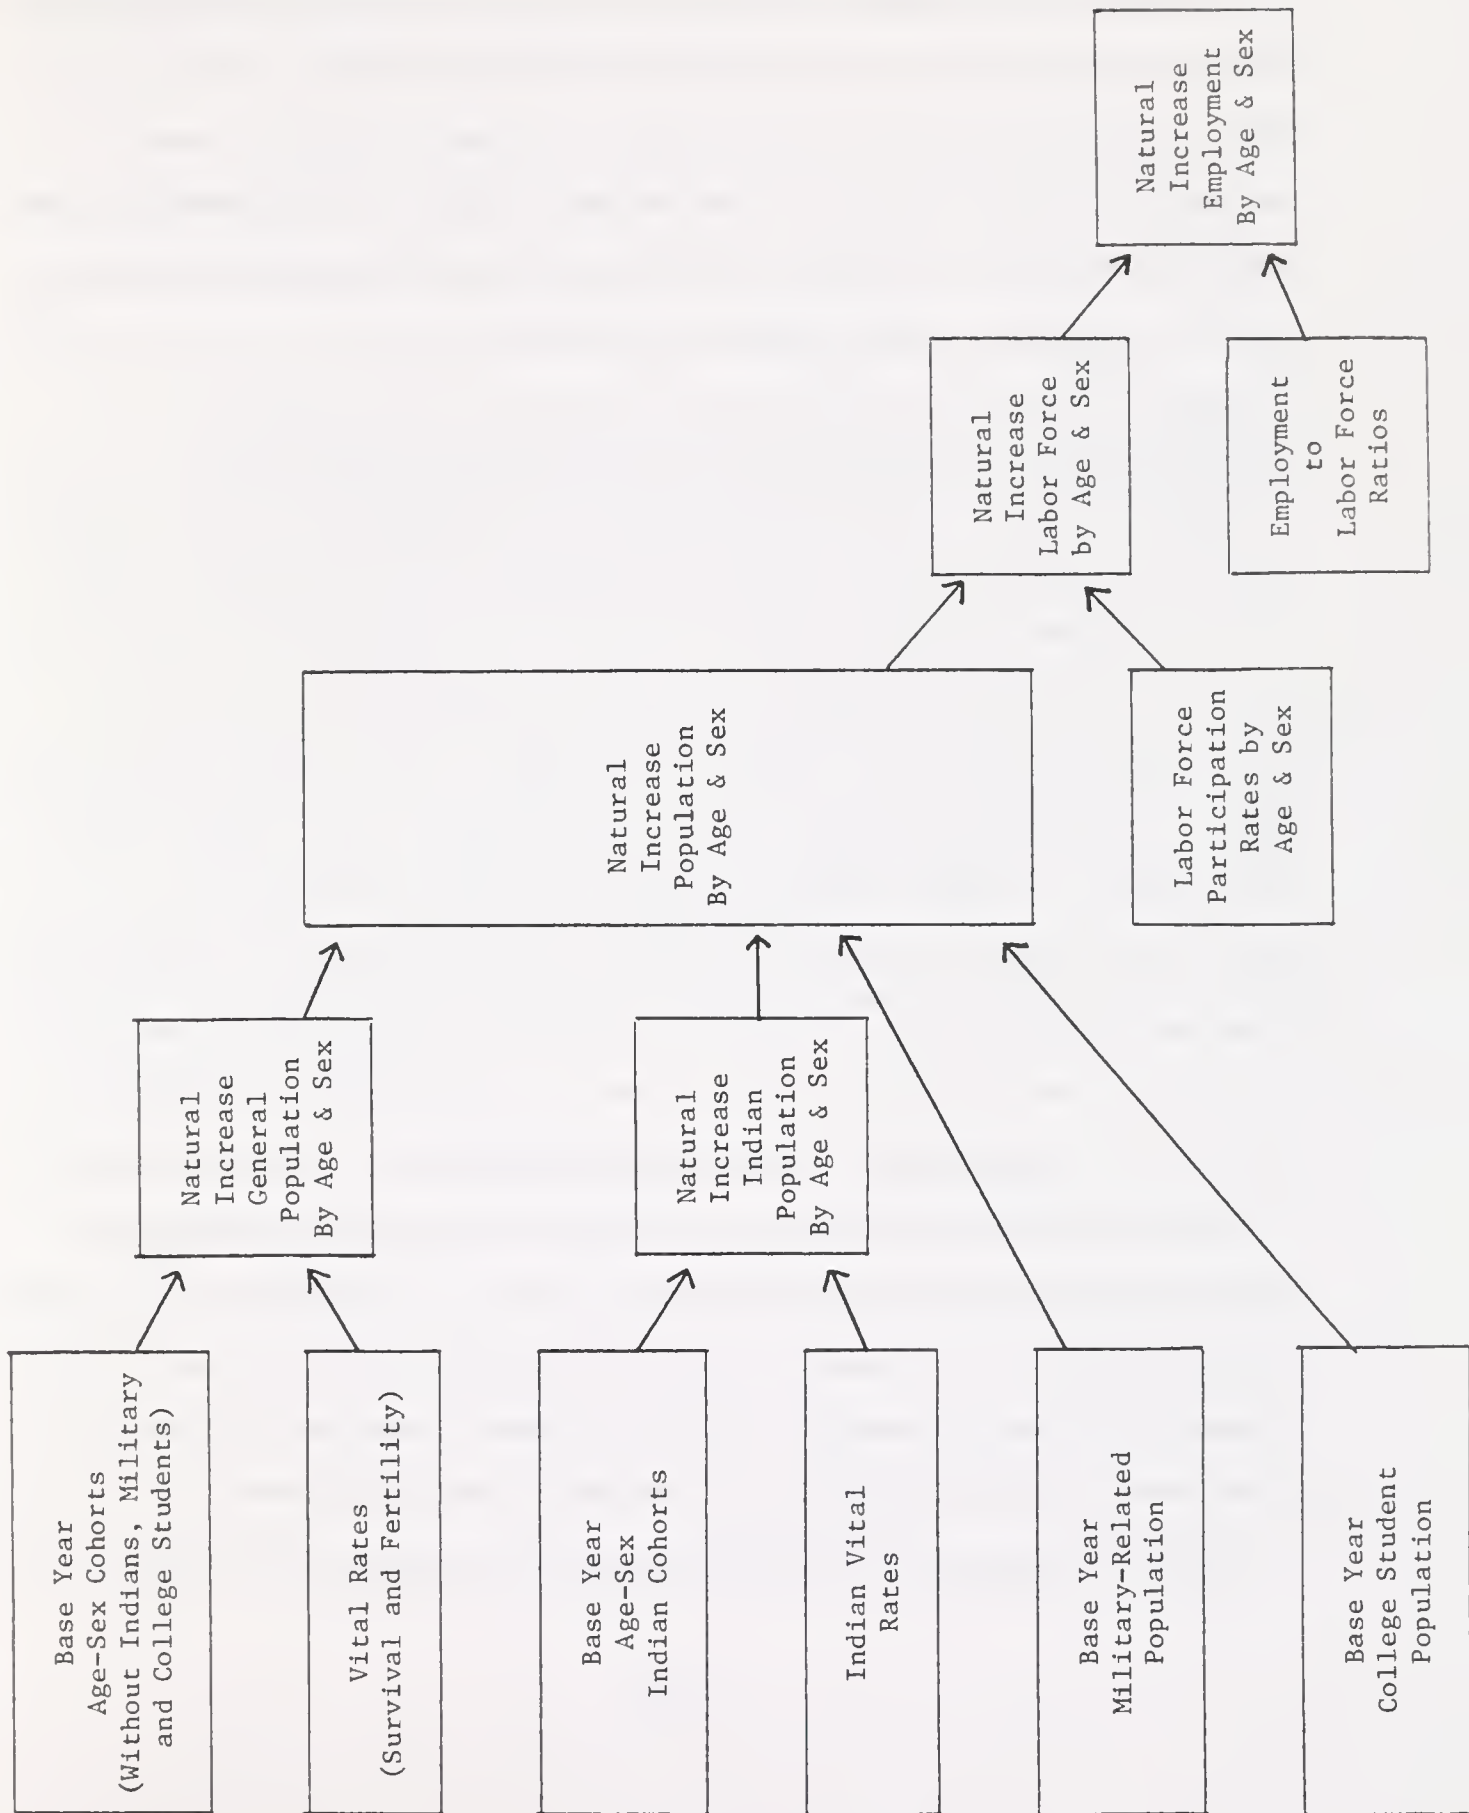 Base Year
Age-Sex Cohorts
(Without Indians, Military
and College Students)
Vital Rates
(Survival and Fertility)
Base Year
Age-Sex
Indian Cohorts
Indian Vital
Rates
Base Year
Military-Related
Population
Base Year
College Student
Population
Natural
Increase
General
Population
By Age & Sex
Natural
Increase
Indian
Population
By Age & Sex
Natural
Increase
Population
By Age & Sex
Labor Force
Participation
Rates by
Age & Sex
Natural
Increase
Labor Force
by Age & Sex
Employment
to
Labor Force
Ratios
Natural
Increase
Employment
By Age & Sex